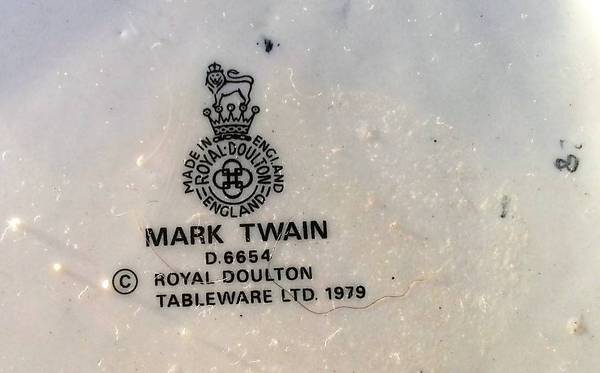 MADE IN ENGLAND
ROYAL·DOULTON
ENGLAND
MARK TWAIN
D.6654
© ROYAL DOULTON
TABLEWARE LTD. 1979